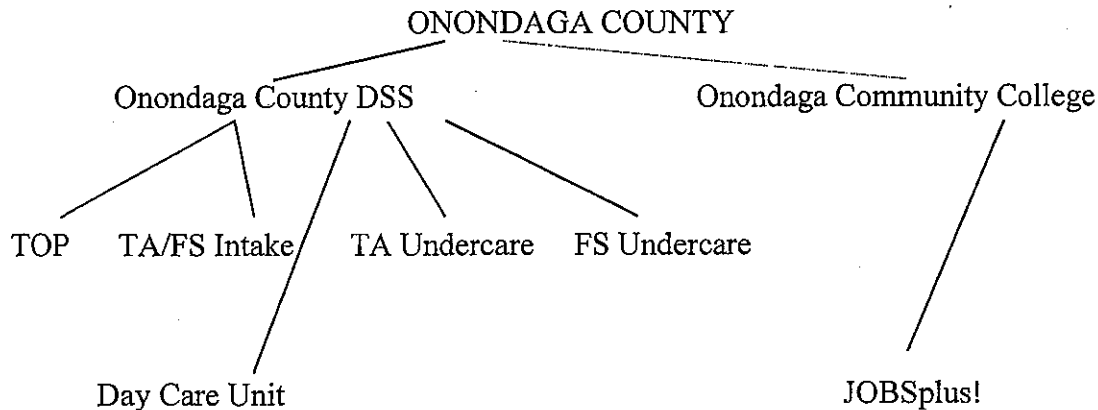 ONONDAGA COUNTY
Onondaga County DSS
Onondaga Community College
TOP
TA/FS Intake
TA Undercare
FS Undercare
Day Care Unit
JOBSplus!